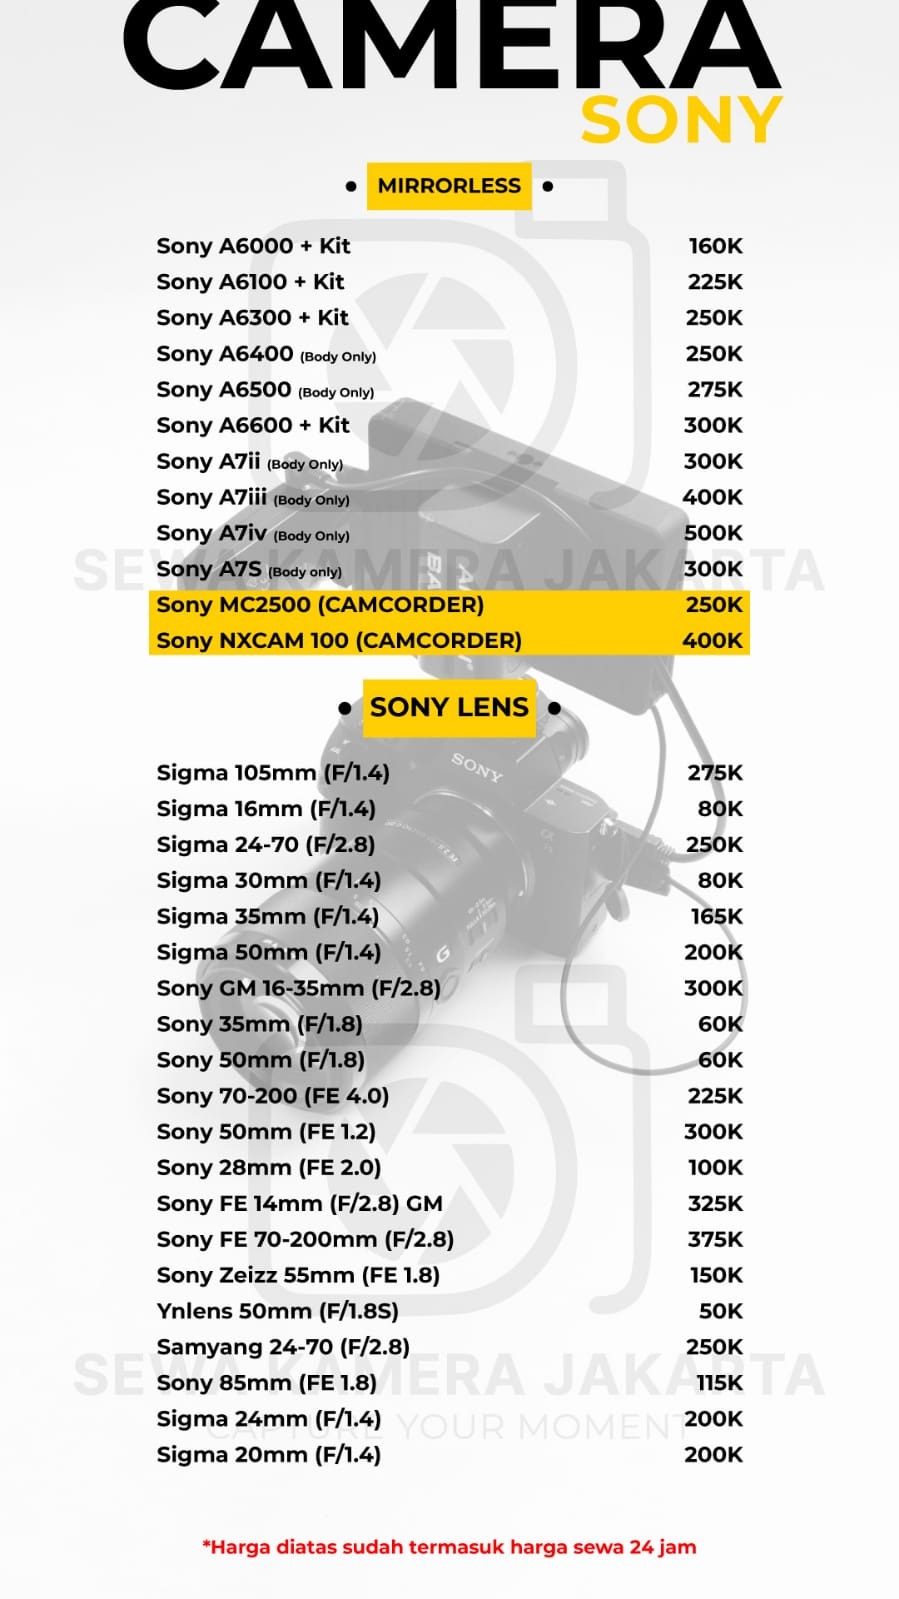 CAMERA
SONY
• MIRRORLESS •
Sony A6000 + Kit 160K
Sony A6100 + Kit 225K
Sony A6300 + Kit 250K
Sony A6400 (Body Only) 250K
Sony A6500 (Body Only) 275K
Sony A6600 + Kit 300K
Sony A7ii (Body Only) 300K
Sony A7iii (Body Only) 400K
Sony A7iv (Body Only) 500K
SEWA KAMERA JAKARTA
Sony A7S (Body only) 300K
Sony MC2500 (CAMCORDER) 250K
Sony NXCAM 100 (CAMCORDER) 400K
• SONY LENS •
SONY
Sigma 105mm (F/1.4) 275K
Sigma 16mm (F/1.4) 80K
Sigma 24-70 (F/2.8) 250K
Sigma 30mm (F/1.4) 80K
Sigma 35mm (F/1.4) 165K
Sigma 50mm (F/1.4) 200K
G
Sony GM 16-35mm (F/2.8) 300K
Sony 35mm (F/1.8) 60K
Sony 50mm (F/1.8) 60K
Sony 70-200 (FE 4.0) 225K
Sony 50mm (FE 1.2) 300K
Sony 28mm (FE 2.0) 100K
Sony FE 14mm (F/2.8) GM 325K
Sony FE 70-200mm (F/2.8) 375K
Sony Zeizz 55mm (FE 1.8) 150K
Ynlens 50mm (F/1.8S) 50K
Samyang 24-70 (F/2.8) 250K
SEWA KAMERA JAKARTA
Sony 85mm (FE 1.8) 115K
Sigma 24mm (F/1.4) 200K
CAPTURE YOUR MOMENT
Sigma 20mm (F/1.4) 200K
*Harga diatas sudah termasuk harga sewa 24 jam